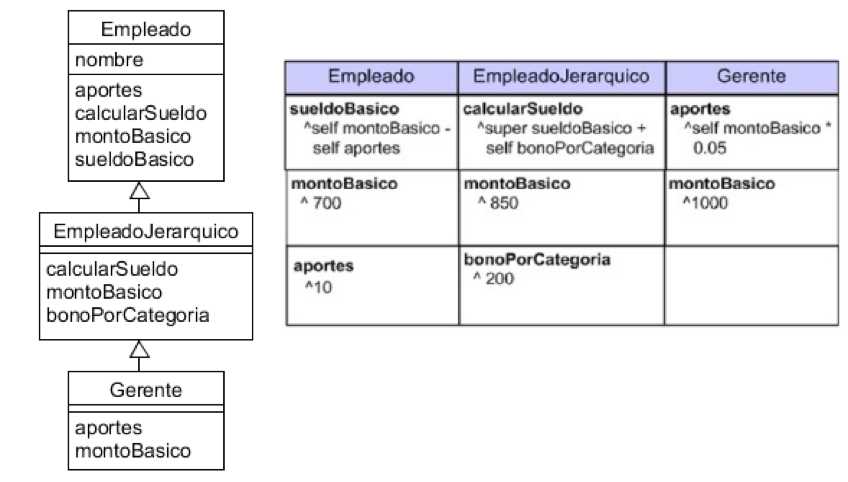 Empleado
nombre
aportes
calcularSueldo
montoBasico
sueldoBasico
EmpleadoJerarquico
calcularSueldo
montoBasico
bonoPorCategoria
Gerente
aportes
montoBasico
Empleado EmpleadoJerarquico Gerente
sueldoBasico
^self montoBasico -
self aportes
calcularSueldo
^super sueldoBasico +
self bonoPorCategoria
aportes
^self montoBasico *
0.05
montoBasico
^ 700
montoBasico
^ 850
montoBasico
^1000
aportes
^10
bonoPorCategoria
^ 200